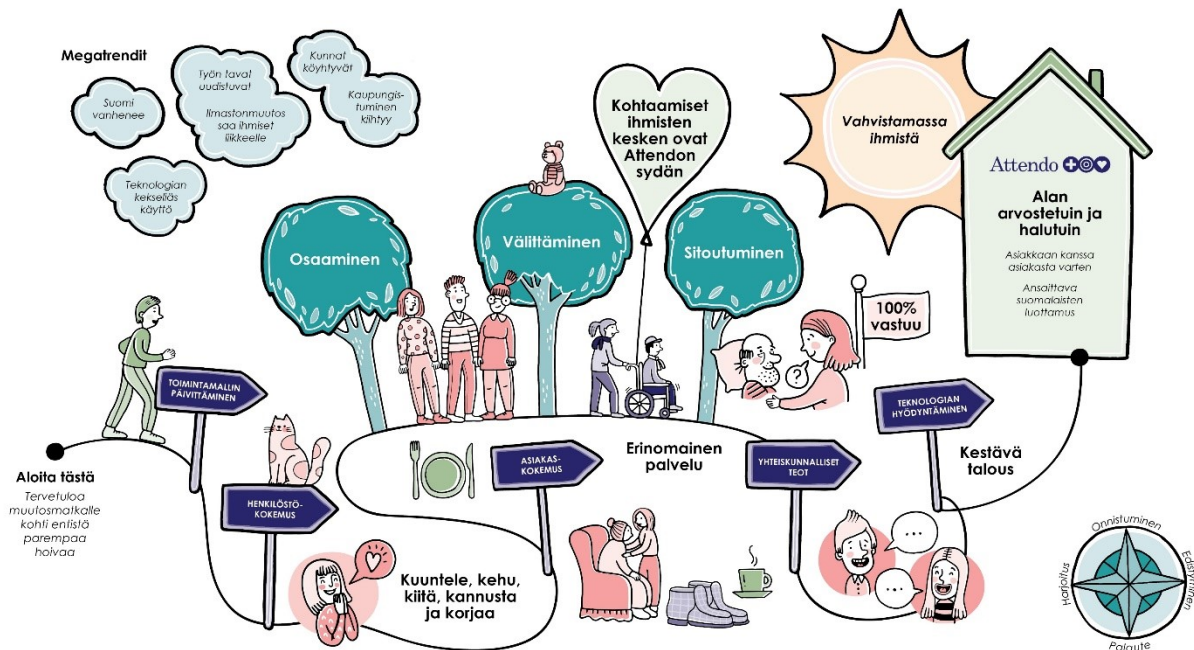 Megatrendit
Suomi
vanhenee
Työn tavat
uudistuvat
Ilmastonmuutos
saa ihmiset
liikkeelle
Kunnat
köyhtyvät
Kaupungis-
tuminen
kiihtyy
Teknologian
kekseliäs
käyttö
Kohtaamiset
ihmisten
kesken ovat
Attendon
sydän
Vahvistamassa
ihmistä
Attendo
Alan
arvostetuin ja
halutuin
Asiakkaan kanssa
asiakasta varten
Ansaittava
suomalaisten
luottamus
Osaaminen
Välittäminen
Sitoutuminen
100%
vastuu
?
TOIMINTAMALLIN
PÄIVITTÄMINEN
TEKNOLOGIAN
HYÖDYNTÄMINEN
Aloita tästä
Tervetuloa
muutosmatkalle
kohti entistä
parempaa
hoivaa
HENKILÖSTÖ-
KOKEMUS
ASIAKAS-
KOKEMUS
Erinomainen
palvelu
YHTEISKUNNALLISET
TEOT
Kestävä
talous
Kuuntele, kehu,
kiitä, kannusta
ja korjaa
...
...
Onnistuminen
Edistyminen
Palaute
Harjoitus